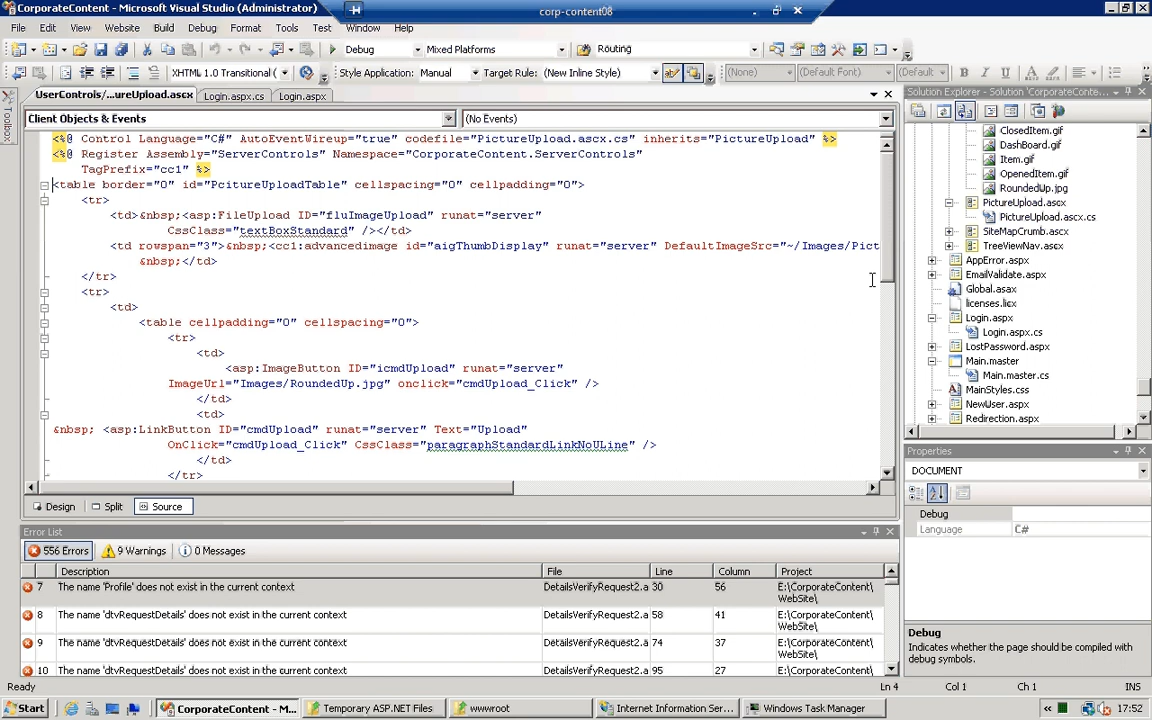 CorporateContent - Microsoft Visual Studio (Administrator)
corp-content08
File Edit View Website Build Debug Format Tools Test Window Help
Debug Mixed Platforms Routing
XHTML 1.0 Transitional ( Style Application: Manual Target Rule: (New Inline Style) (None) (Default Font) (Default B I U A
Toolbox
UserControls/...ureUpload.ascx Login.aspx.cs Login.aspx
Client Objects & Events (No Events)
<%@ Control Language="C#" AutoEventWireup="true" codefile="PictureUpload.ascx.cs" inherits="PictureUpload" %>
<%@ Register Assembly="ServerControls" Namespace="CorporateContent.ServerControls"
TagPrefix="cc1" %>
<table border="0" id="PcitureUploadTable" cellspacing="0" cellpadding="0">
<tr>
<td>&nbsp;<asp:FileUpload ID="fluImageUpload" runat="server"
CssClass="textBoxStandard" /></td>
<td rowspan="3">&nbsp;<cc1:advancedimage id="aigThumbDisplay" runat="server" DefaultImageSrc="~/Images/Pict
&nbsp;</td>
</tr>
<tr>
<td>
<table cellpadding="0" cellspacing="0">
<tr>
<td>
<asp:ImageButton ID="icmdUpload" runat="server"
ImageUrl="Images/RoundedUp.jpg" onclick="cmdUpload_Click" />
</td>
<td>
&nbsp; <asp:LinkButton ID="cmdUpload" runat="server" Text="Upload"
OnClick="cmdUpload_Click" CssClass="paragraphStandardLinkNoULine" />
</td>
</tr>
Design Split Source
Solution Explorer - Solution 'CorporateConte...
ClosedItem.gif
DashBoard.gif
Item.gif
OpenedItem.gif
RoundedUp.jpg
PictureUpload.ascx
PictureUpload.ascx.cs
SiteMapCrumb.ascx
TreeViewNav.ascx
AppError.aspx
EmailValidate.aspx
Global.asax
licenses.licx
Login.aspx
Login.aspx.cs
LostPassword.aspx
Main.master
Main.master.cs
MainStyles.css
NewUser.aspx
Redirection.aspx
Properties
DOCUMENT
Debug
Language C#
Debug
Indicates whether the page should be compiled with
debug symbols.
Error List
556 Errors 9 Warnings 0 Messages
Description File Line Column Project
7 The name 'Profile' does not exist in the current context DetailsVerifyRequest2.a 30 56 E:\CorporateContent\
WebSite\
8 The name 'dtvRequestDetails' does not exist in the current context DetailsVerifyRequest2.a 58 41 E:\CorporateContent\
WebSite\
9 The name 'dtvRequestDetails' does not exist in the current context DetailsVerifyRequest2.a 74 37 E:\CorporateContent\
WebSite\
10 The name 'dtvRequestDetails' does not exist in the current context DetailsVerifyRequest2.a 95 27 E:\CorporateContent\
Ready Ln 4 Col 1 Ch 1 INS
Start CorporateContent - M... Temporary ASP.NET Files wwwroot Internet Information Ser... Windows Task Manager 17:52